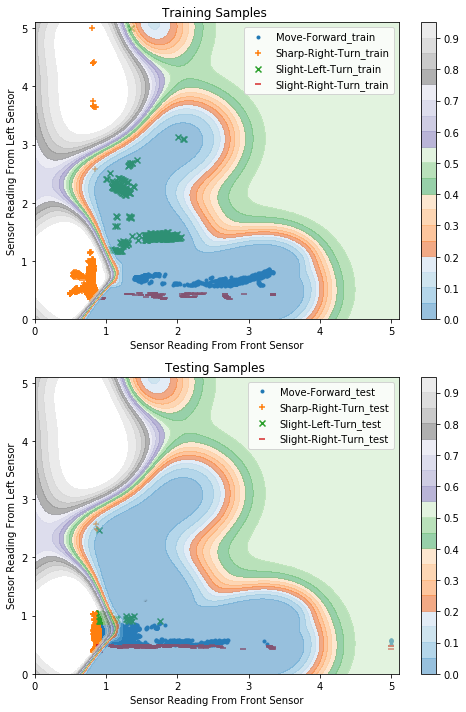 Training Samples
Move-Forward_train
Sharp-Right-Turn_train
Slight-Left-Turn_train
Slight-Right-Turn_train
Sensor Reading From Left Sensor
5
4
3
2
1
0
0 1 2 3 4 5
Sensor Reading From Front Sensor
0.9
0.8
0.7
0.6
0.5
0.4
0.3
0.2
0.1
0.0
Testing Samples
Move-Forward_test
Sharp-Right-Turn_test
Slight-Left-Turn_test
Slight-Right-Turn_test
Sensor Reading From Left Sensor
5
4
3
2
1
0
0 1 2 3 4 5
Sensor Reading From Front Sensor
0.9
0.8
0.7
0.6
0.5
0.4
0.3
0.2
0.1
0.0